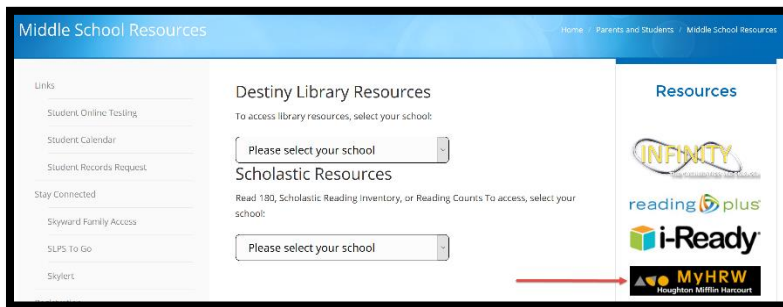 Middle School Resources
Home / Parents and Students / Middle School Resources
Links
Student Online Testing
Student Calendar
Student Records Request
Stay Connected
Skyward Family Access
SLPS To Go
Skylert
Destiny Library Resources
To access library resources, select your school:
Please select your school
Scholastic Resources
Read 180, Scholastic Reading Inventory, or Reading Counts To access, select your
school:
Please select your school
Resources
INFINITY
reading plus
i-Ready
MyHRW
Houghton Mifflin Harcourt